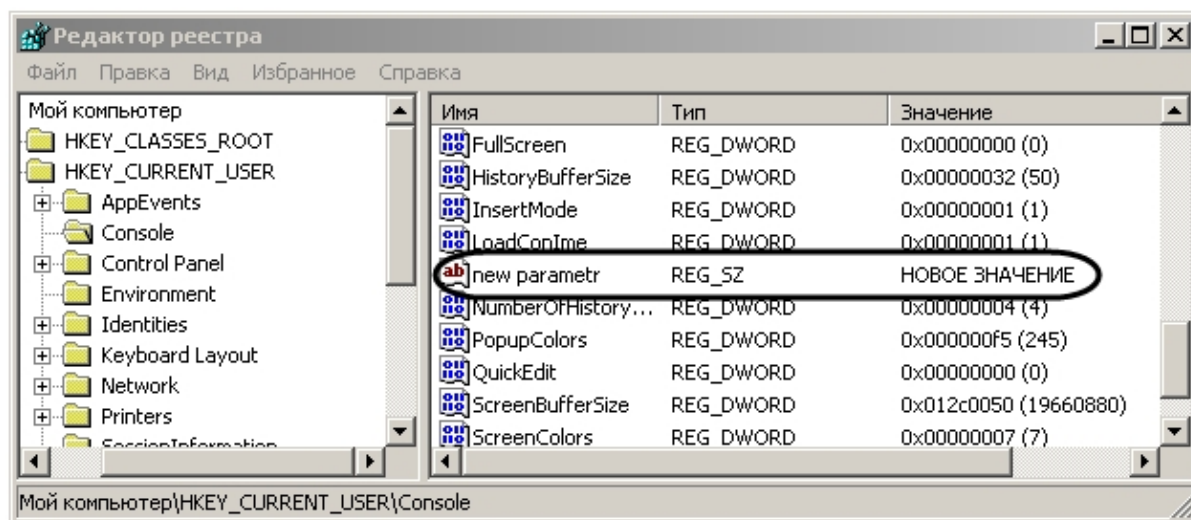 Редактор реестра
Файл Правка Вид Избранное Справка
Мой компьютер
HKEY_CLASSES_ROOT
HKEY_CURRENT_USER
AppEvents
Console
Control Panel
Environment
Identities
Keyboard Layout
Network
Printers
SessionInformation
Имя Тип Значение
FullScreen REG_DWORD 0x00000000 (0)
HistoryBufferSize REG_DWORD 0x00000032 (50)
InsertMode REG_DWORD 0x00000001 (1)
LoadConIme REG_DWORD 0x00000001 (1)
new parametr REG_SZ НОВОЕ ЗНАЧЕНИЕ
NumberOfHistory... REG_DWORD 0x00000004 (4)
PopupColors REG_DWORD 0x000000f5 (245)
QuickEdit REG_DWORD 0x00000000 (0)
ScreenBufferSize REG_DWORD 0x012c0050 (19660880)
ScreenColors REG_DWORD 0x00000007 (7)
Мой компьютер\HKEY_CURRENT_USER\Console